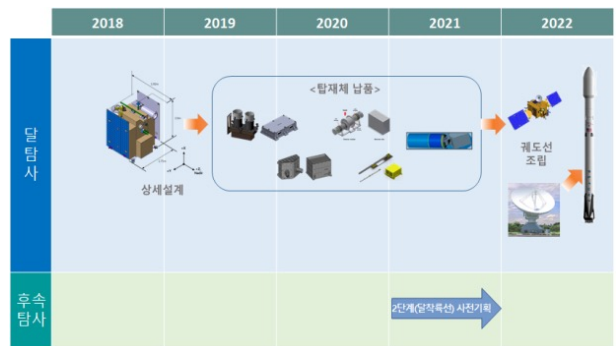 2018 2019 2020 2021 2022
달탐사
<탑재체 납품>
상세설계
궤도선
조립
후속
탐사
2단계(달착륙선) 사전기획